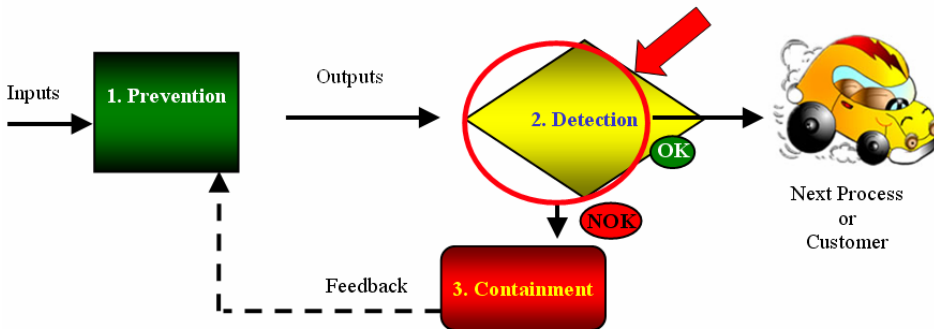 Inputs
1. Prevention
Outputs
2. Detection
OK
NOK
Next Process
or
Customer
Feedback
3. Containment